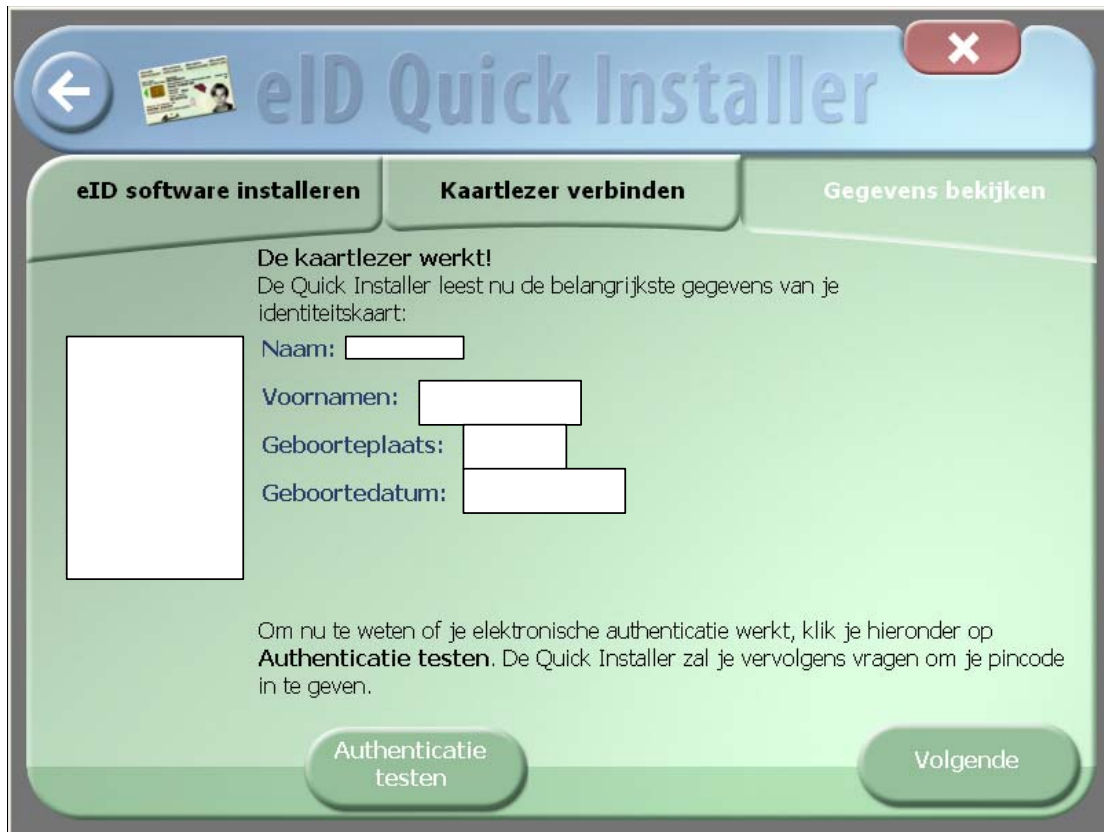 eID Quick Installer
eID software installeren
Kaartlezer verbinden
Gegevens bekijken
De kaartlezer werkt!
De Quick Installer leest nu de belangrijkste gegevens van je
identiteitskaart:
Naam:
Voornamen:
Geboorteplaats:
Geboortedatum:
Om nu te weten of je elektronische authenticatie werkt, klik je hieronder op
Authenticatie testen. De Quick Installer zal je vervolgens vragen om je pincode
in te geven.
Authenticatie
testen
Volgende